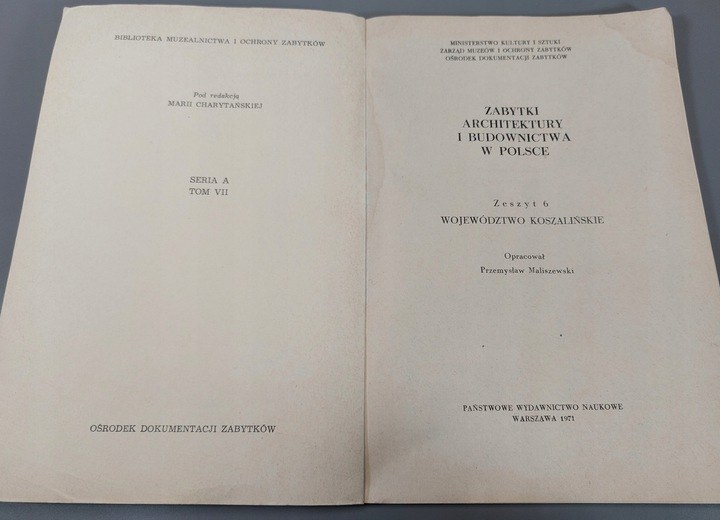 BIBLIOTEKA MUZEALNICTWA I OCHRONY ZABYTKÓW
Pod redakcją
MARII CHARYTAŃSKIEJ
SERIA A
TOM VII
OŚRODEK DOKUMENTACJI ZABYTKÓW
MINISTERSTWO KULTURY I SZTUKI
ZARZĄD MUZEÓW I OCHRONY ZABYTKÓW
OŚRODEK DOKUMENTACJI ZABYTKÓW
ZABYTKI
ARCHITEKTURY
I BUDOWNICTWA
W POLSCE
Zeszyt 6
WOJEWÓDZTWO KOSZALIŃSKIE
Opracował
Przemysław Maliszewski
PAŃSTWOWE WYDAWNICTWO NAUKOWE
WARSZAWA 1971